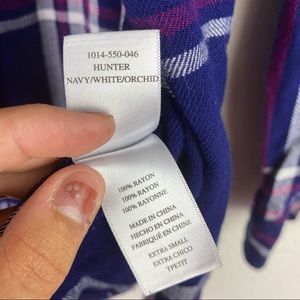 1014-550-046
HUNTER
NAVY/WHITE/ORCHID
100% RAYON
100% RAYON
100% RAYONNE
MADE IN CHINA
HECHO EN CHINA
FABRIQUÉ EN CHINE
EXTRA SMALL
EXTRA CHICO
TPETIT